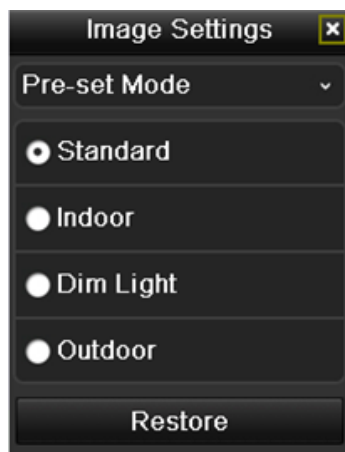 Image Settings
Pre-set Mode
Standard
Indoor
Dim Light
Outdoor
Restore